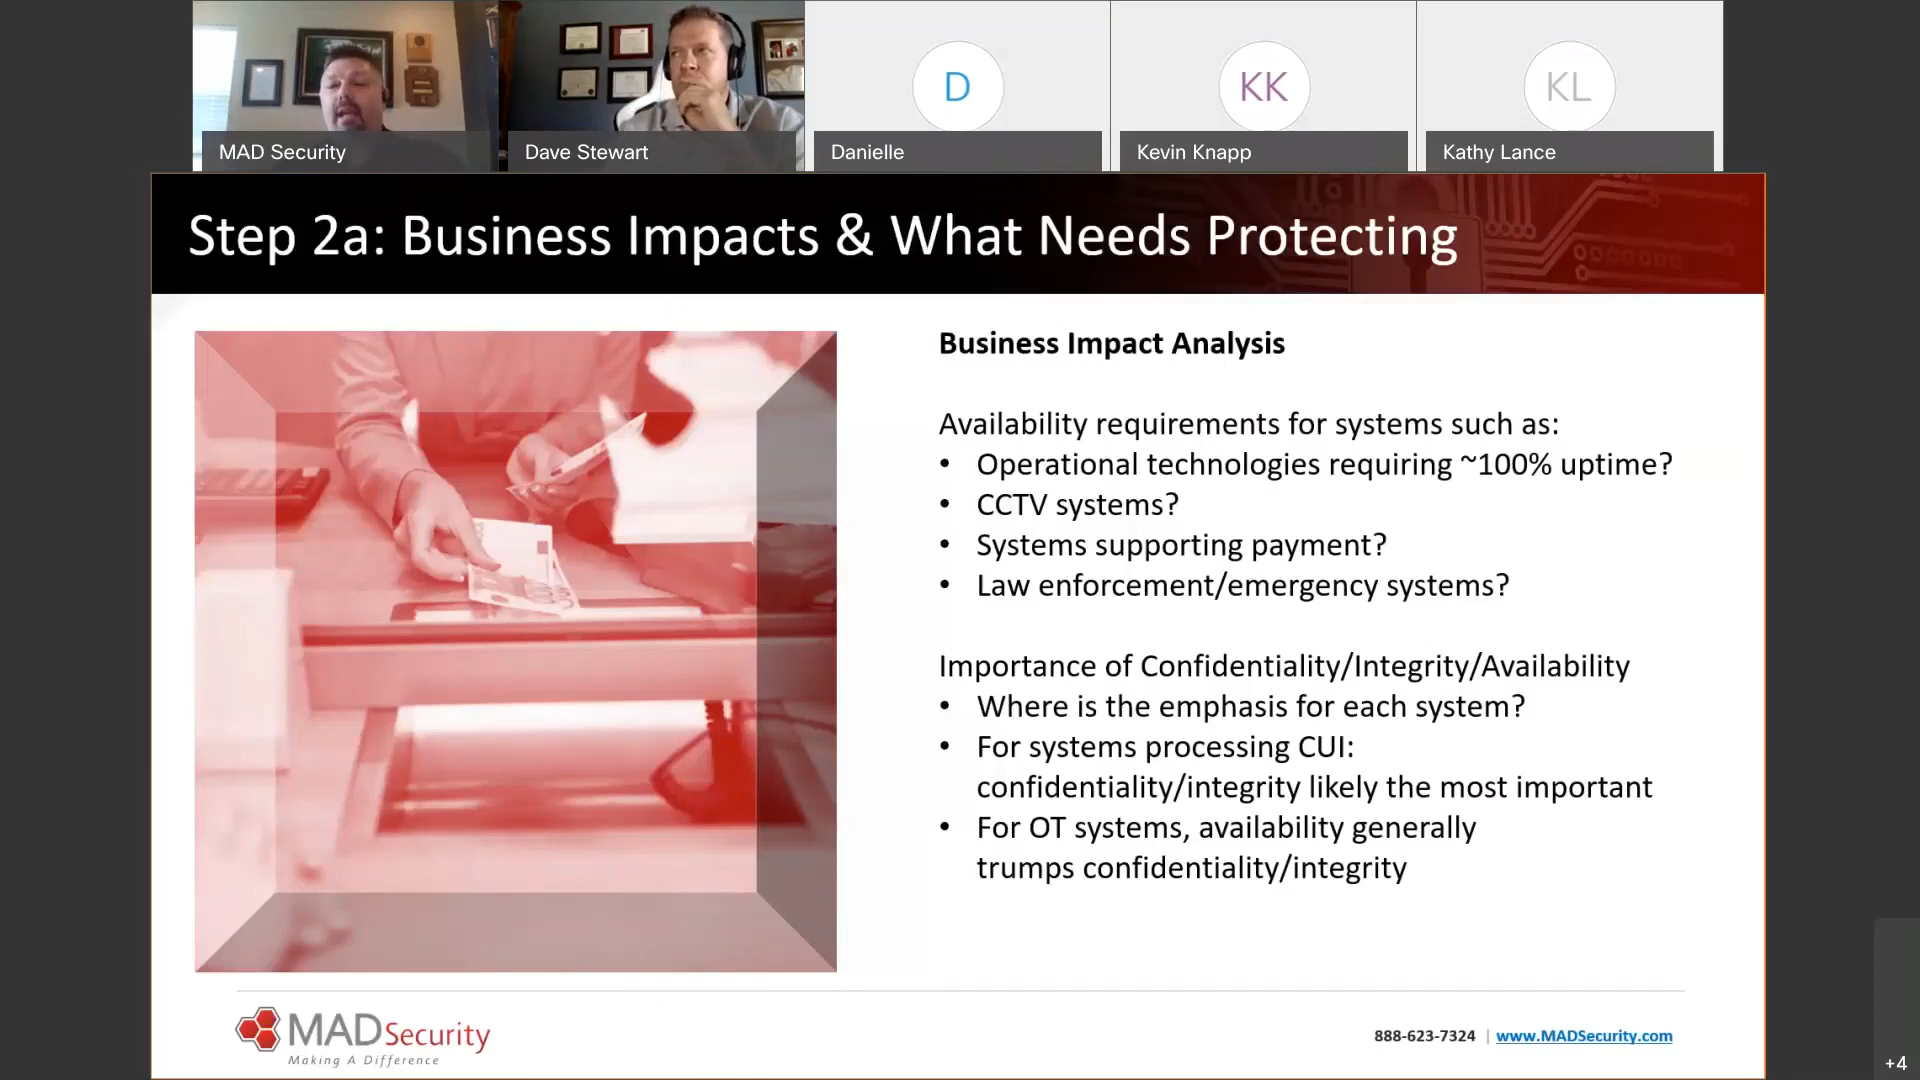 D
KK
KL
MAD Security
Dave Stewart
Danielle
Kevin Knapp
Kathy Lance
Step 2a: Business Impacts & What Needs Protecting
Business Impact Analysis
Availability requirements for systems such as:
• Operational technologies requiring ~100% uptime?
• CCTV systems?
• Systems supporting payment?
• Law enforcement/emergency systems?
Importance of Confidentiality/Integrity/Availability
• Where is the emphasis for each system?
• For systems processing CUI:
confidentiality/integrity likely the most important
• For OT systems, availability generally
trumps confidentiality/integrity
MAD Security
Making A Difference
888-623-7324 | www.MADSecurity.com
+4